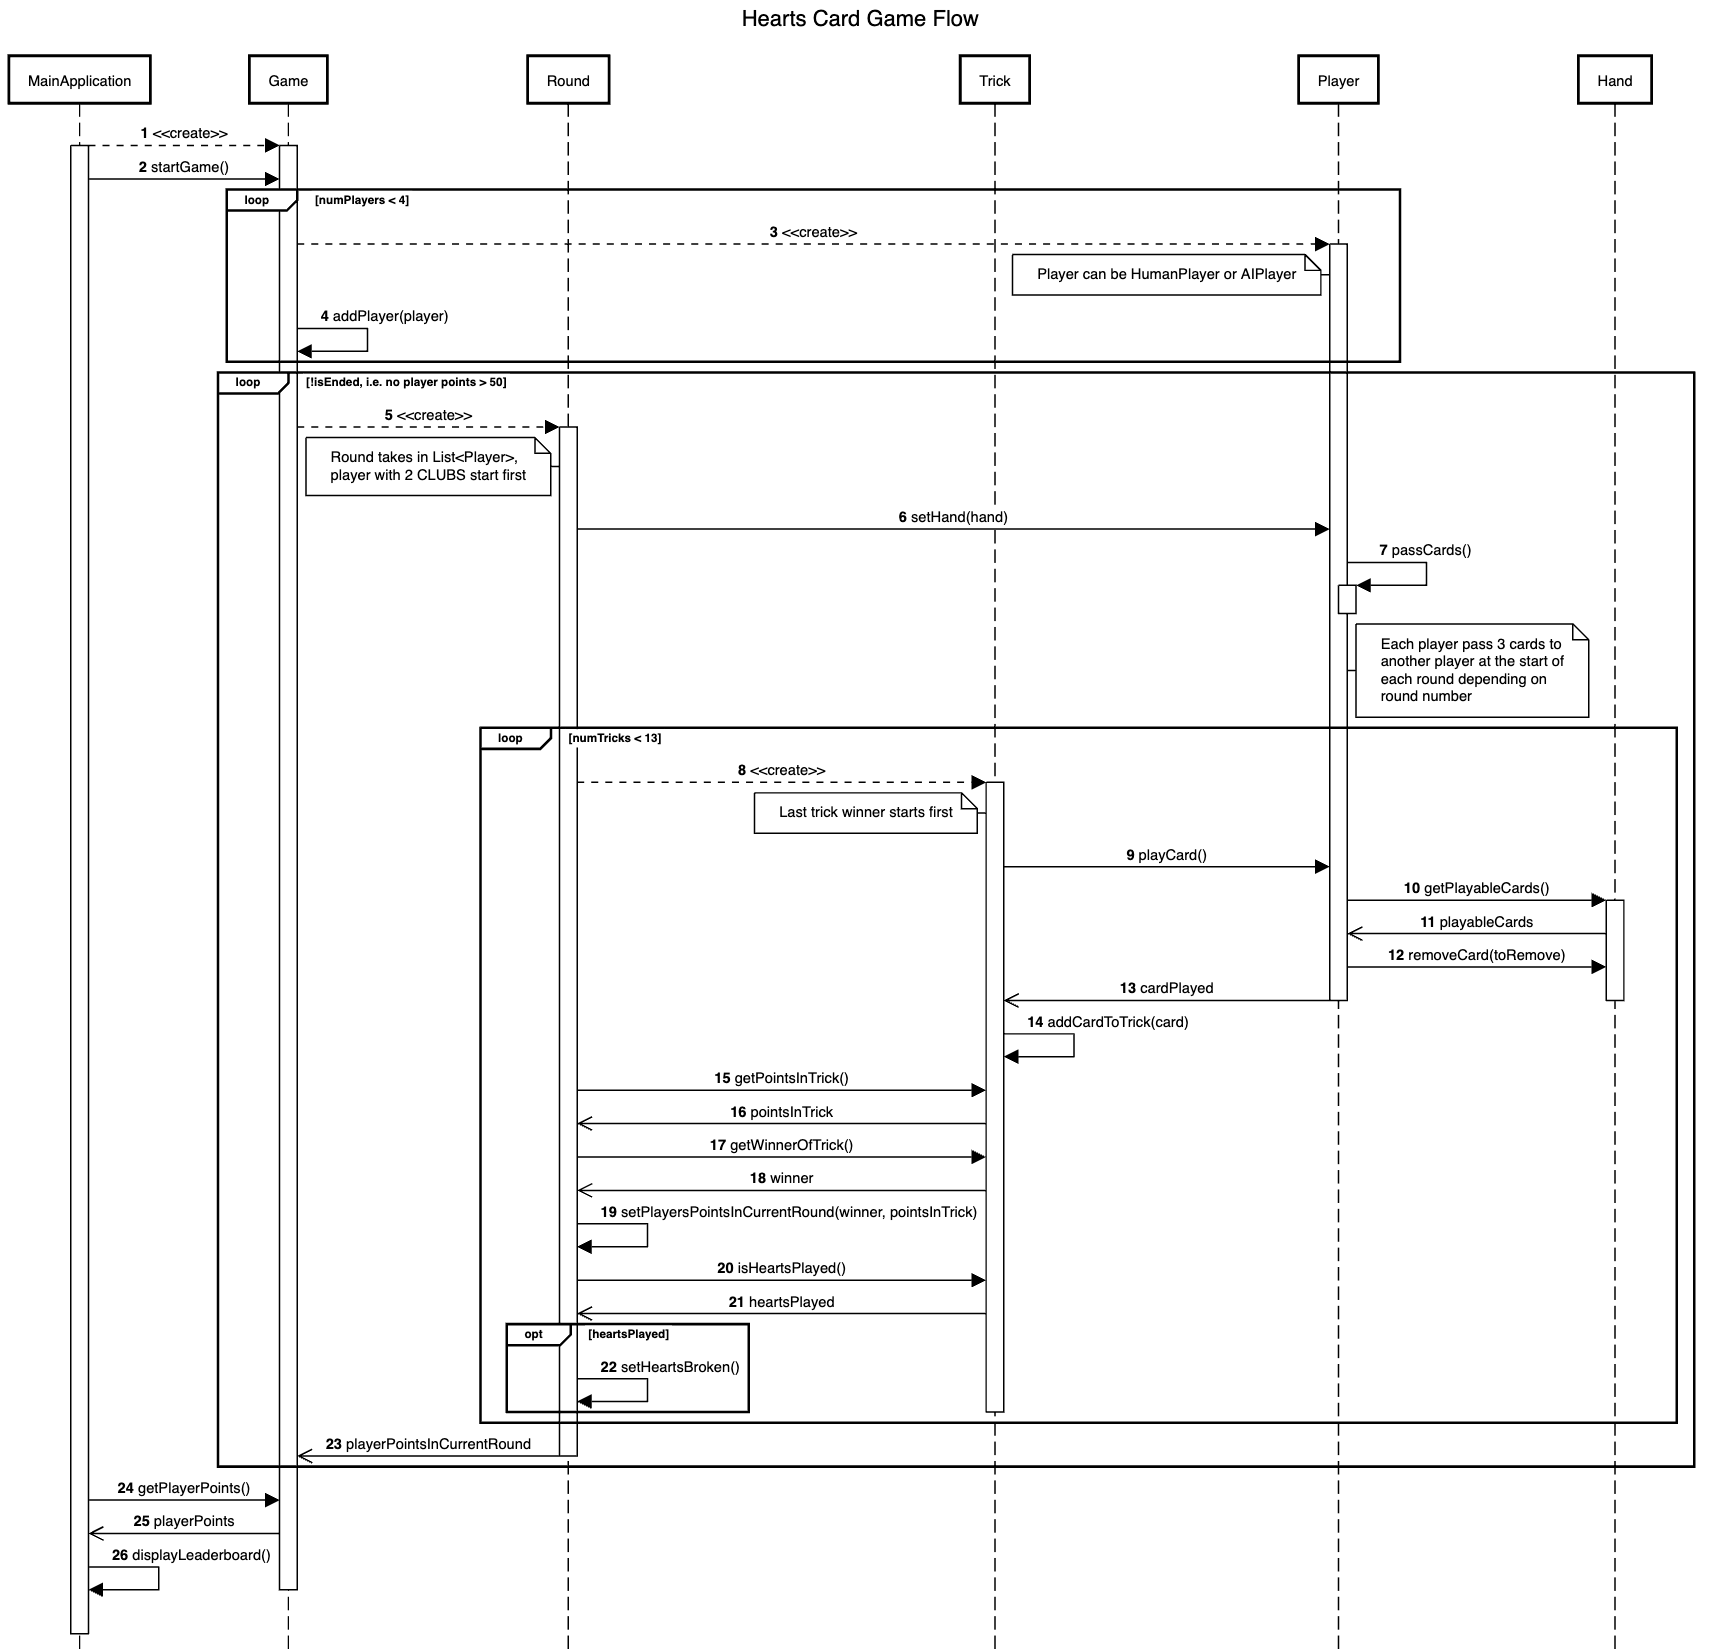 Hearts Card Game Flow
MainApplication
Game
Round
Trick
Player
Hand
1 <<create>>
2 startGame()
loop
[numPlayers < 4]
3 <<create>>
Player can be HumanPlayer or AIPlayer
4 addPlayer(player)
loop
[!isEnded, i.e. no player points > 50]
5 <<create>>
Round takes in List<Player>,
player with 2 CLUBS start first
6 setHand(hand)
7 passCards()
Each player pass 3 cards to
another player at the start of
each round depending on
round number
loop
[numTricks < 13]
8 <<create>>
Last trick winner starts first
9 playCard()
10 getPlayableCards()
11 playableCards
12 removeCard(toRemove)
13 cardPlayed
14 addCardToTrick(card)
15 getPointsInTrick()
16 pointsInTrick
17 getWinnerOfTrick()
18 winner
19 setPlayersPointsInCurrentRound(winner, pointsInTrick)
20 isHeartsPlayed()
21 heartsPlayed
opt
[heartsPlayed]
22 setHeartsBroken()
23 playerPointsInCurrentRound
24 getPlayerPoints()
25 playerPoints
26 displayLeaderboard()